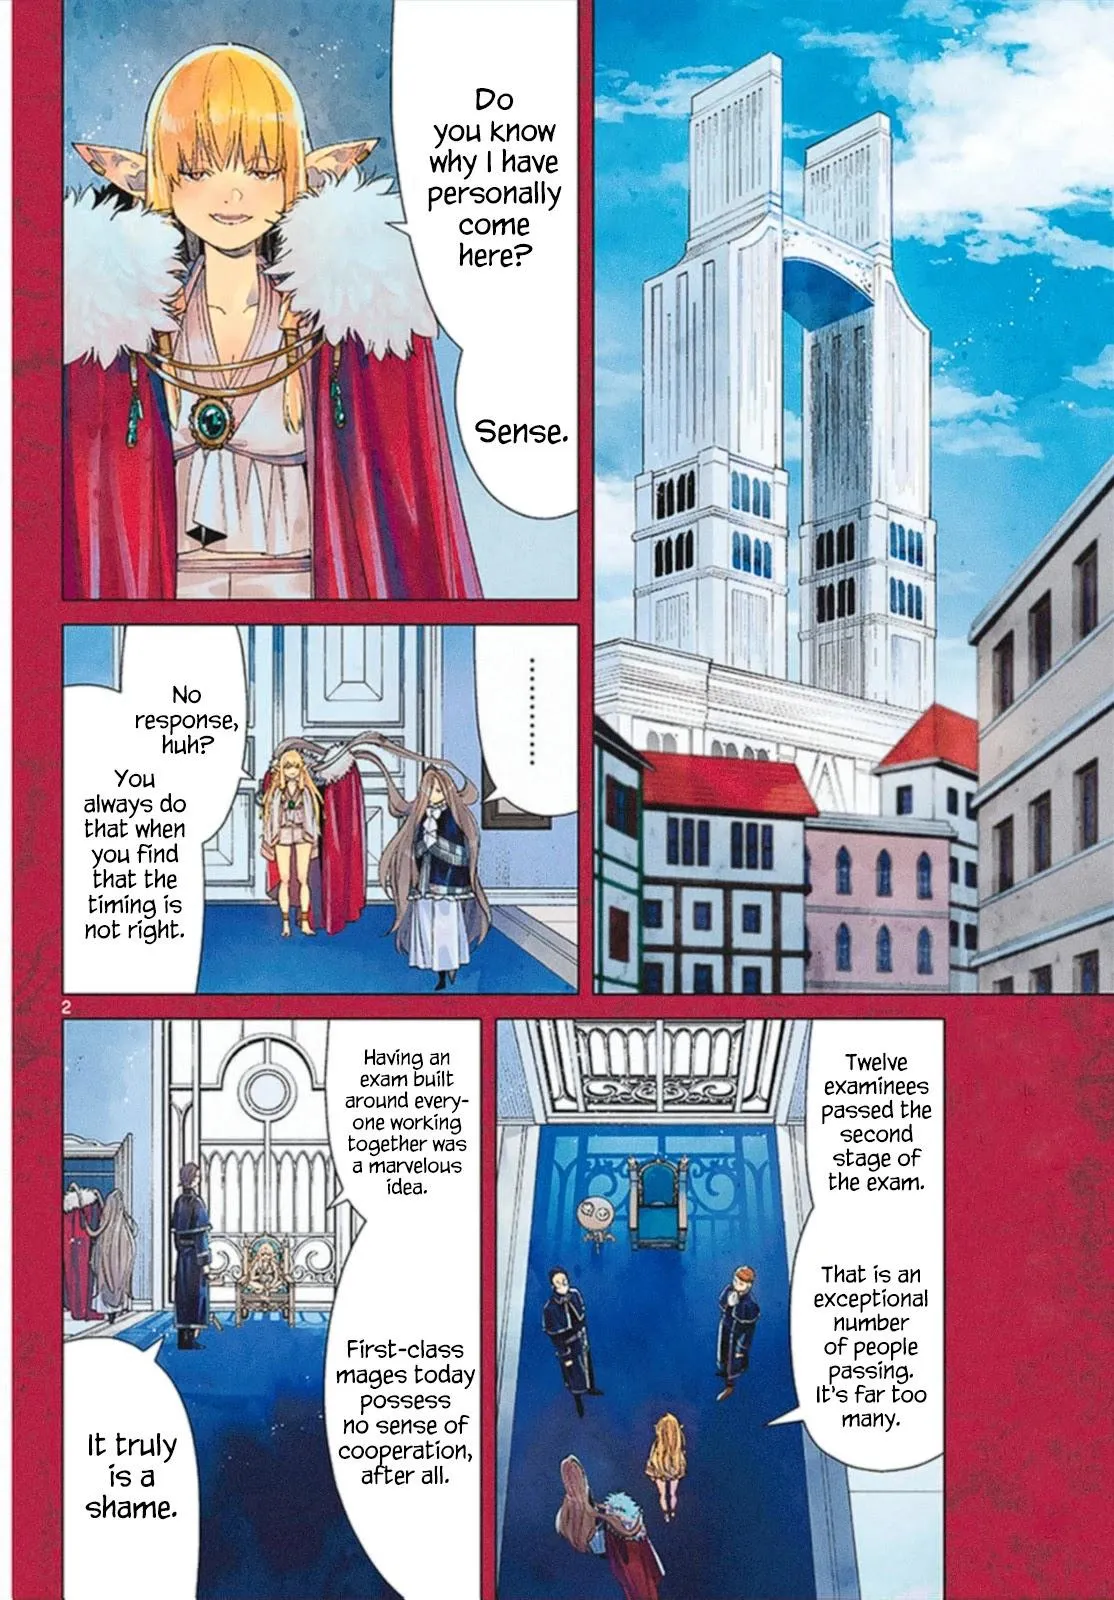 Do
you know
why I have
personally
come
here?
Sense.
.........
No
response,
huh?
You
always do
that when
you find
that the
timing is
not right.
2
Twelve
examinees
passed the
second
stage of
the exam.
That is an
exceptional
number
of people
passing.
It's far too
many.
Having an
exam built
around every-
one working
together was
a marvelous
idea.
First-class
mages today
possess
no sense of
cooperation,
after all.
It truly
is a
shame.